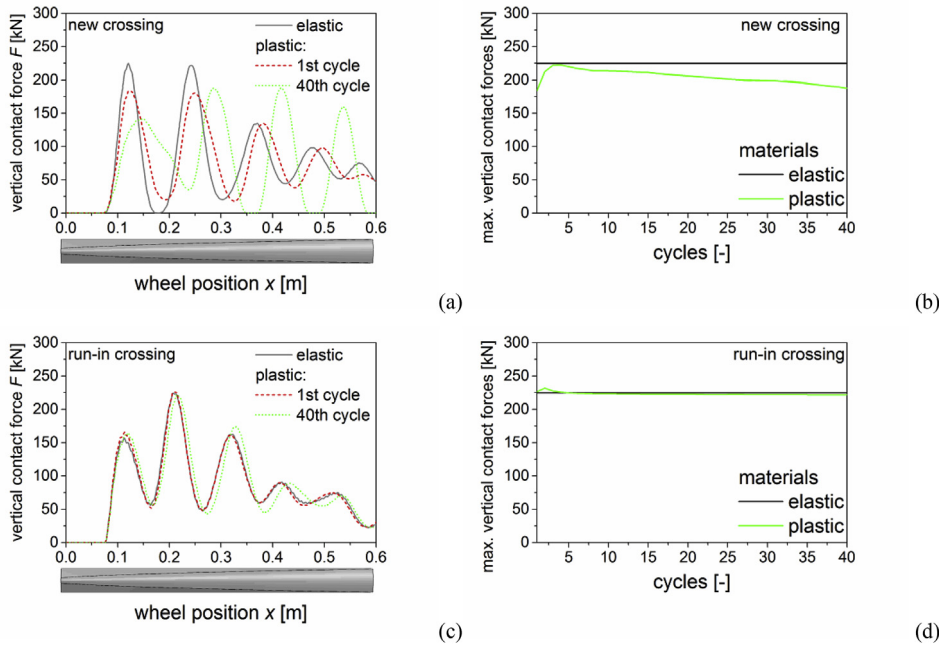 new crossing
elastic
plastic:
1st cycle
40th cycle
vertical contact force F [kN]
300
250
200
150
100
50
0
0.0 0.1 0.2 0.3 0.4 0.5 0.6
wheel position x [m]
(a)
new crossing
max. vertical contact forces [kN]
300
250
200
150
100
50
0
materials
elastic
plastic
5 10 15 20 25 30 35 40
cycles [-]
(b)
run-in crossing
elastic
plastic:
1st cycle
40th cycle
vertical contact force F [kN]
300
250
200
150
100
50
0
0.0 0.1 0.2 0.3 0.4 0.5 0.6
wheel position x [m]
(c)
run-in crossing
max. vertical contact forces [kN]
300
250
200
150
100
50
0
materials
elastic
plastic
5 10 15 20 25 30 35 40
cycles [-]
(d)